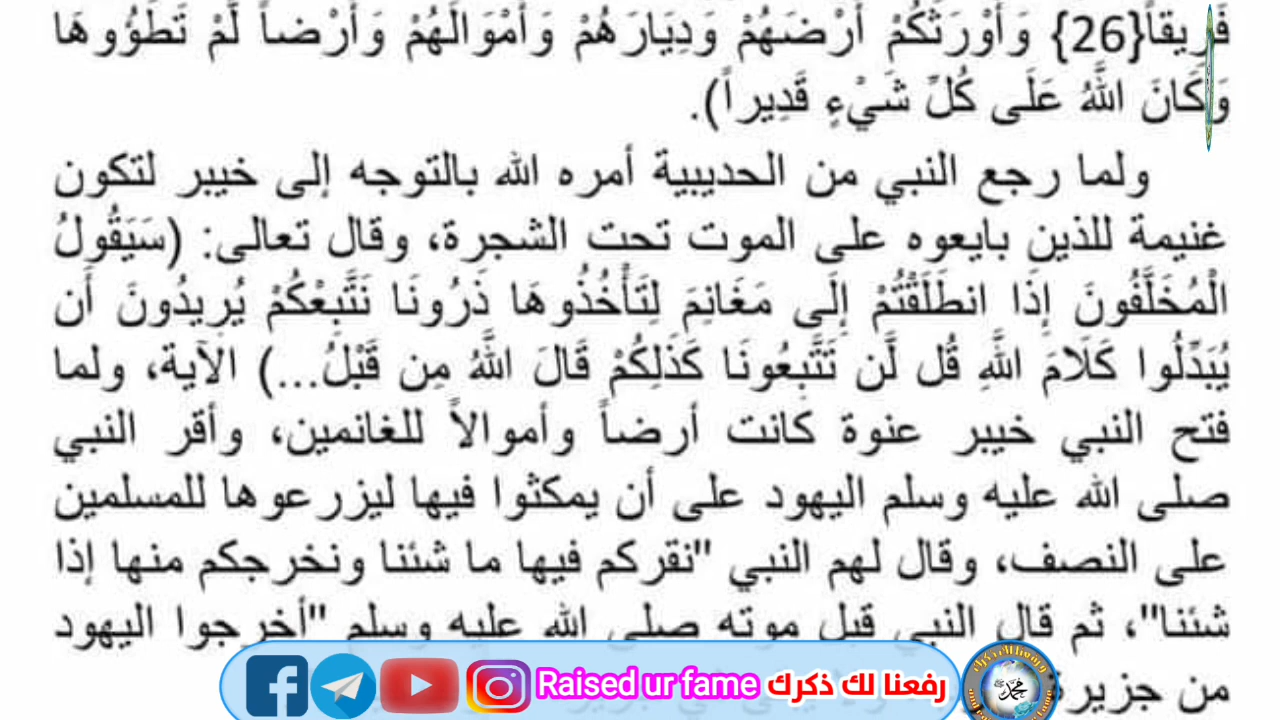 فَرِيقاً{26} وَأَوْرَثَكُمْ أَرْضَهُمْ وَدِيَارَهُمْ وَأَمْوَالَهُمْ وَأَرْضاً لَّمْ تَطَؤُوهَا
وَكَانَ اللَّهُ عَلَى كُلِّ شَيْءٍ قَدِيراً).
ولما رجع النبي من الحديبية أمره الله بالتوجه إلى خيبر لتكون
غنيمة للذين بايعوه على الموت تحت الشجرة، وقال تعالى: (سَيَقُولُ
الْمُخَلَّفُونَ إِذَا انطَلَقْتُمْ إِلَى مَغَانِمَ لِتَأْخُذُوهَا ذَرُونَا نَتَّبِعْكُمْ يُرِيدُونَ أَن
يُبَدِّلُوا كَلَامَ اللَّهِ قُل لَّن تَتَّبِعُونَا كَذَلِكُمْ قَالَ اللَّهُ مِن قَبْلُ...) الآية، ولما
فتح النبي خيبر عنوة كانت أرضاً وأموالاً للغانمين، وأقر النبي
صلى الله عليه وسلم اليهود على أن يمكثوا فيها ليزرعوها للمسلمين
على النصف، وقال لهم النبي "نقركم فيها ما شئنا ونخرجكم منها إذا
شئنا"، ثم قال النبي قبل موته صلى الله عليه وسلم "أخرجوا اليهود
من جزيرة
Raised ur fame رفعنا لك ذكرك